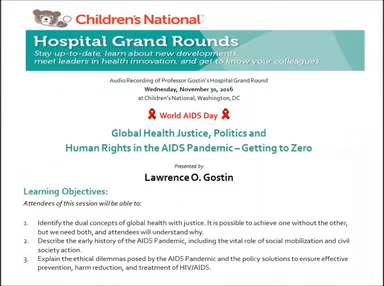 Children's National™
Hospital Grand Rounds
Stay up-to-date, learn about new developments,
meet leaders in health innovation, and get to know your colleagues
Audio Recording of Professor Gostin's Hospital Grand Round
Wednesday, November 30, 2016
at Children's National, Washington, DC
World AIDS Day
Global Health Justice, Politics and
Human Rights in the AIDS Pandemic – Getting to Zero
Presented by
Lawrence O. Gostin
Learning Objectives:
Attendees of this session will be able to:
1. Identify the dual concepts of global health with justice. It is possible to achieve one without the other,
but we need both, and attendees will understand why.
2. Describe the early history of the AIDS Pandemic, including the vital role of social mobilization and civil
society action.
3. Explain the ethical dilemmas posed by the AIDS Pandemic and the policy solutions to ensure effective
prevention, harm reduction, and treatment of HIV/AIDS.